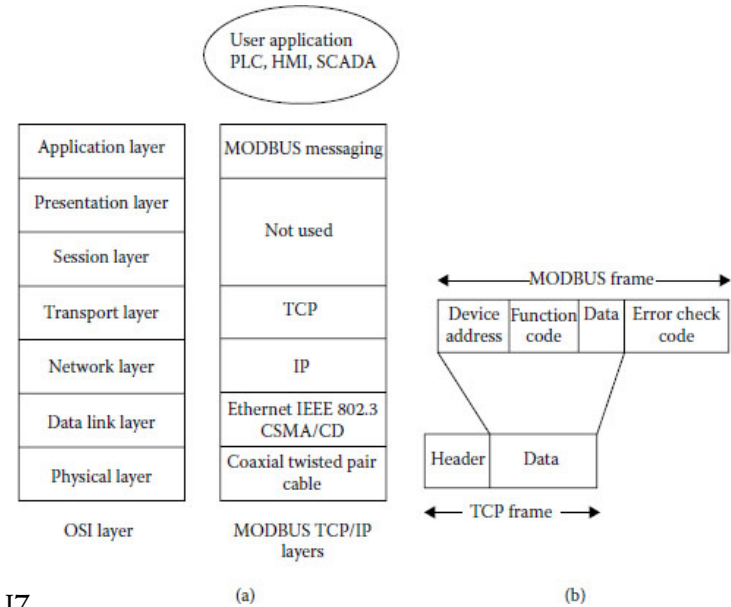 User application
PLC, HMI, SCADA
Application layer
Presentation layer
Session layer
Transport layer
Network layer
Data link layer
Physical layer
OSI layer
MODBUS messaging
Not used
TCP
IP
Ethernet IEEE 802.3
CSMA/CD
Coaxial twisted pair
cable
MODBUS TCP/IP
layers
(a)
MODBUS frame
Device
address
Function
code
Data
Error check
code
Header
Data
TCP frame
(b)